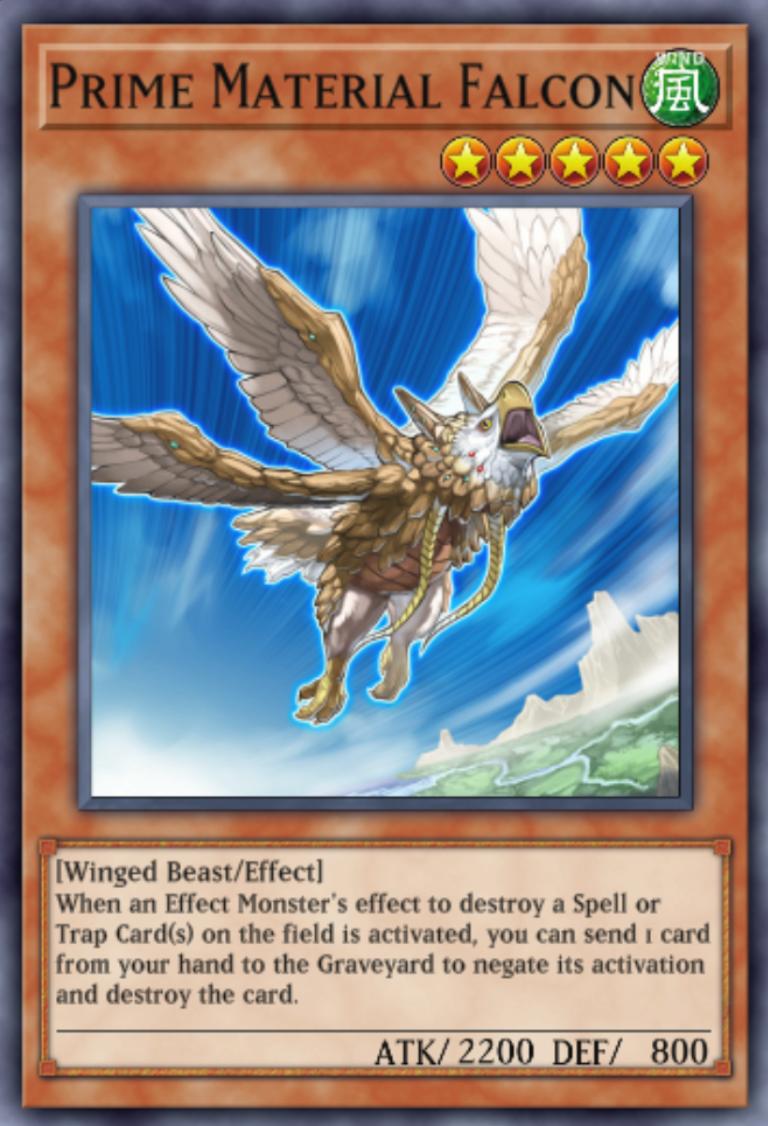 Prime Material Falcon
WIND
風
[Winged Beast/Effect]
When an Effect Monster's effect to destroy a Spell or
Trap Card(s) on the field is activated, you can send 1 card
from your hand to the Graveyard to negate its activation
and destroy the card.
ATK/ 2200 DEF/ 800